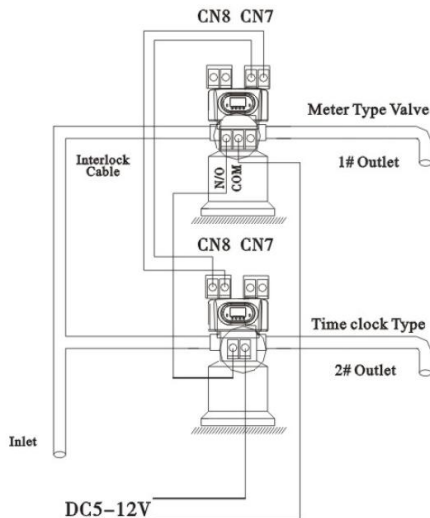 CN8 CN7
Meter Type Valve
Interlock
Cable
1# Outlet
N/O
COM
CN8 CN7
Time clock Type
2# Outlet
Inlet
DC5-12V